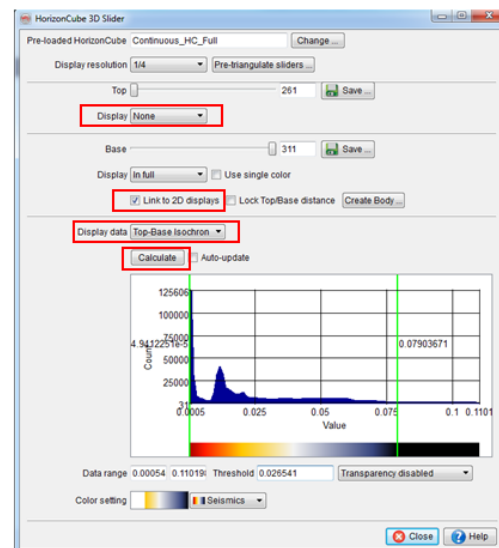 HorizonCube 3D Slider
Pre-loaded HorizonCube Continuous_HC_Full Change ...
Display resolution 1/4 Pre-triangulate sliders ...
Top 261 Save ...
Display None
Base 311 Save ...
Display In full Use single color
Link to 2D displays Lock Top/Base distance Create Body ...
Display data Top-Base Isochron
Calculate Auto-update
125606
100000
75000
4.9412251e-5 0.07903671
50000
Count
25000
31
0.0005 0.025 0.05 0.075 0.1 0.1101
Value
Data range 0.00054 0.110198 Threshold 0.026541 Transparency disabled
Color setting Seismics
Close Help